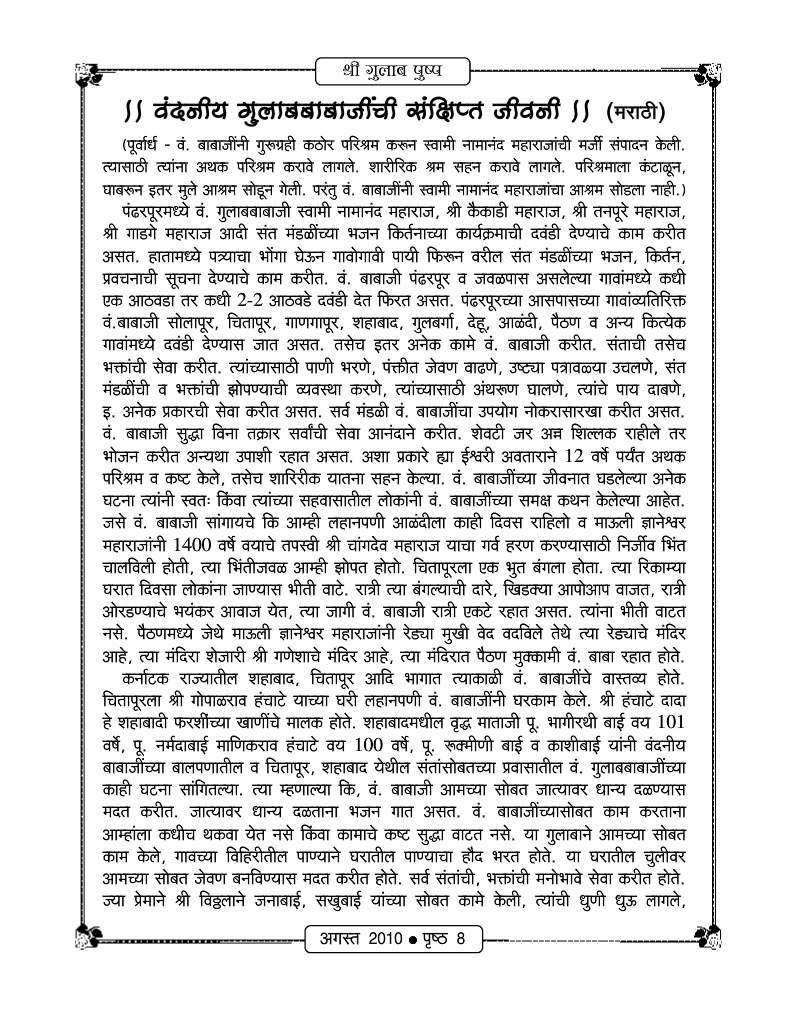 श्री गुलाब पुष्प
|| वंदनीय गुलाबबाबाजींची संक्षिप्त जीवनी || (मराठी)
(पूर्वार्ध - वं. बाबाजींनी गुरूग्रही कठोर परिश्रम करून स्वामी नामानंद महाराजांची मर्जी संपादन केली.
त्यासाठी त्यांना अथक परिश्रम करावे लागले. शारीरिक श्रम सहन करावे लागले. परिश्रमाला कंटाळून,
घाबरून इतर मुले आश्रम सोडून गेली. परंतु वं. बाबाजींनी स्वामी नामानंद महाराजांचा आश्रम सोडला नाही.)
पंढरपूरमध्ये वं. गुलाबबाबाजी स्वामी नामानंद महाराज, श्री कैकाडी महाराज, श्री तनपूरे महाराज,
श्री गाडगे महाराज आदी संत मंडळींच्या भजन किर्तनाच्या कार्यक्रमाची दवंडी देण्याचे काम करीत
असत. हातामध्ये पत्र्याचा भोंगा घेऊन गावोगावी पायी फिरून वरील संत मंडळींच्या भजन, किर्तन,
प्रवचनाची सूचना देण्याचे काम करीत. वं. बाबाजी पंढरपूर व जवळपास असलेल्या गावांमध्ये कधी
एक आठवडा तर कधी 2-2 आठवडे दवंडी देत फिरत असत. पंढरपूरच्या आसपासच्या गावांव्यतिरिक्त
वं.बाबाजी सोलापूर, चितापूर, गाणगापूर, शहाबाद, गुलबर्गा, देहू, आळंदी, पैठण व अन्य कित्येक
गावांमध्ये दवंडी देण्यास जात असत. तसेच इतर अनेक कामे वं. बाबाजी करीत. संताची तसेच
भक्तांची सेवा करीत. त्यांच्यासाठी पाणी भरणे, पंक्तीत जेवण वाढणे, उष्ट्या पत्रावळ्या उचलणे, संत
मंडळींची व भक्तांची झोपण्याची व्यवस्था करणे, त्यांच्यासाठी अंथरूण घालणे, त्यांचे पाय दाबणे,
इ. अनेक प्रकारची सेवा करीत असत. सर्व मंडळी वं. बाबाजींचा उपयोग नोकरासारखा करीत असत.
वं. बाबाजी सुद्धा विना तक्रार सर्वांची सेवा आनंदाने करीत. शेवटी जर अन्न शिल्लक राहीले तर
भोजन करीत अन्यथा उपाशी रहात असत. अशा प्रकारे ह्या ईश्वरी अवताराने 12 वर्षे पर्यंत अथक
परिश्रम व कष्ट केले, तसेच शारिरीक यातना सहन केल्या. वं. बाबाजींच्या जीवनात घडलेल्या अनेक
घटना त्यांनी स्वतः किंवा त्यांच्या सहवासातील लोकांनी वं. बाबाजींच्या समक्ष कथन केलेल्या आहेत.
जसे वं. बाबाजी सांगायचे कि आम्ही लहानपणी आळंदीला काही दिवस राहिलो व माऊली ज्ञानेश्वर
महाराजांनी 1400 वर्षे वयाचे तपस्वी श्री चांगदेव महाराज याचा गर्व हरण करण्यासाठी निर्जीव भिंत
चालविली होती, त्या भिंतीजवळ आम्ही झोपत होतो. चितापूरला एक भुत बंगला होता. त्या रिकाम्या
घरात दिवसा लोकांना जाण्यास भीती वाटे. रात्री त्या बंगल्याची दारे, खिडक्या आपोआप वाजत, रात्री
ओरडण्याचे भयंकर आवाज येत, त्या जागी वं. बाबाजी रात्री एकटे रहात असत. त्यांना भीती वाटत
नसे. पैठणमध्ये जेथे माऊली ज्ञानेश्वर महाराजांनी रेड्या मुखी वेद वदविले तेथे त्या रेड्याचे मंदिर
आहे, त्या मंदिरा शेजारी श्री गणेशाचे मंदिर आहे, त्या मंदिरात पैठण मुक्कामी वं. बाबा रहात होते.
कर्नाटक राज्यातील शहाबाद, चितापूर आदि भागात त्याकाळी वं. बाबाजींचे वास्तव्य होते.
चितापूरला श्री गोपाळराव हंचाटे याच्या घरी लहानपणी वं. बाबाजींनी घरकाम केले. श्री हंचाटे दादा
हे शहाबादी फरशींच्या खाणींचे मालक होते. शहाबादमधील वृद्ध माताजी पू. भागीरथी बाई वय 101
वर्षे, पू. नर्मदाबाई माणिकराव हंचाटे वय 100 वर्षे, पू. रूक्मीणी बाई व काशीबाई यांनी वंदनीय
बाबाजींच्या बालपणातील व चितापूर, शहाबाद येथील संतांसोबतच्या प्रवासातील वं. गुलाबबाबाजींच्या
काही घटना सांगितल्या. त्या म्हणाल्या कि, वं. बाबाजी आमच्या सोबत जात्यावर धान्य दळण्यास
मदत करीत. जात्यावर धान्य दळताना भजन गात असत. वं. बाबाजींच्यासोबत काम करताना
आम्हांला कधीच थकवा येत नसे किंवा कामाचे कष्ट सुद्धा वाटत नसे. या गुलाबाने आमच्या सोबत
काम केले, गावच्या विहिरीतील पाण्याने घरातील पाण्याचा हौद भरत होते. या घरातील चुलीवर
आमच्या सोबत जेवण बनविण्यास मदत करीत होते. सर्व संतांची, भक्तांची मनोभावे सेवा करीत होते.
ज्या प्रेमाने श्री विठ्ठलाने जनाबाई, सखुबाई यांच्या सोबत कामे केली, त्यांची धुणी धुऊ लागले,
अगस्त 2010 ● पृष्ठ 8